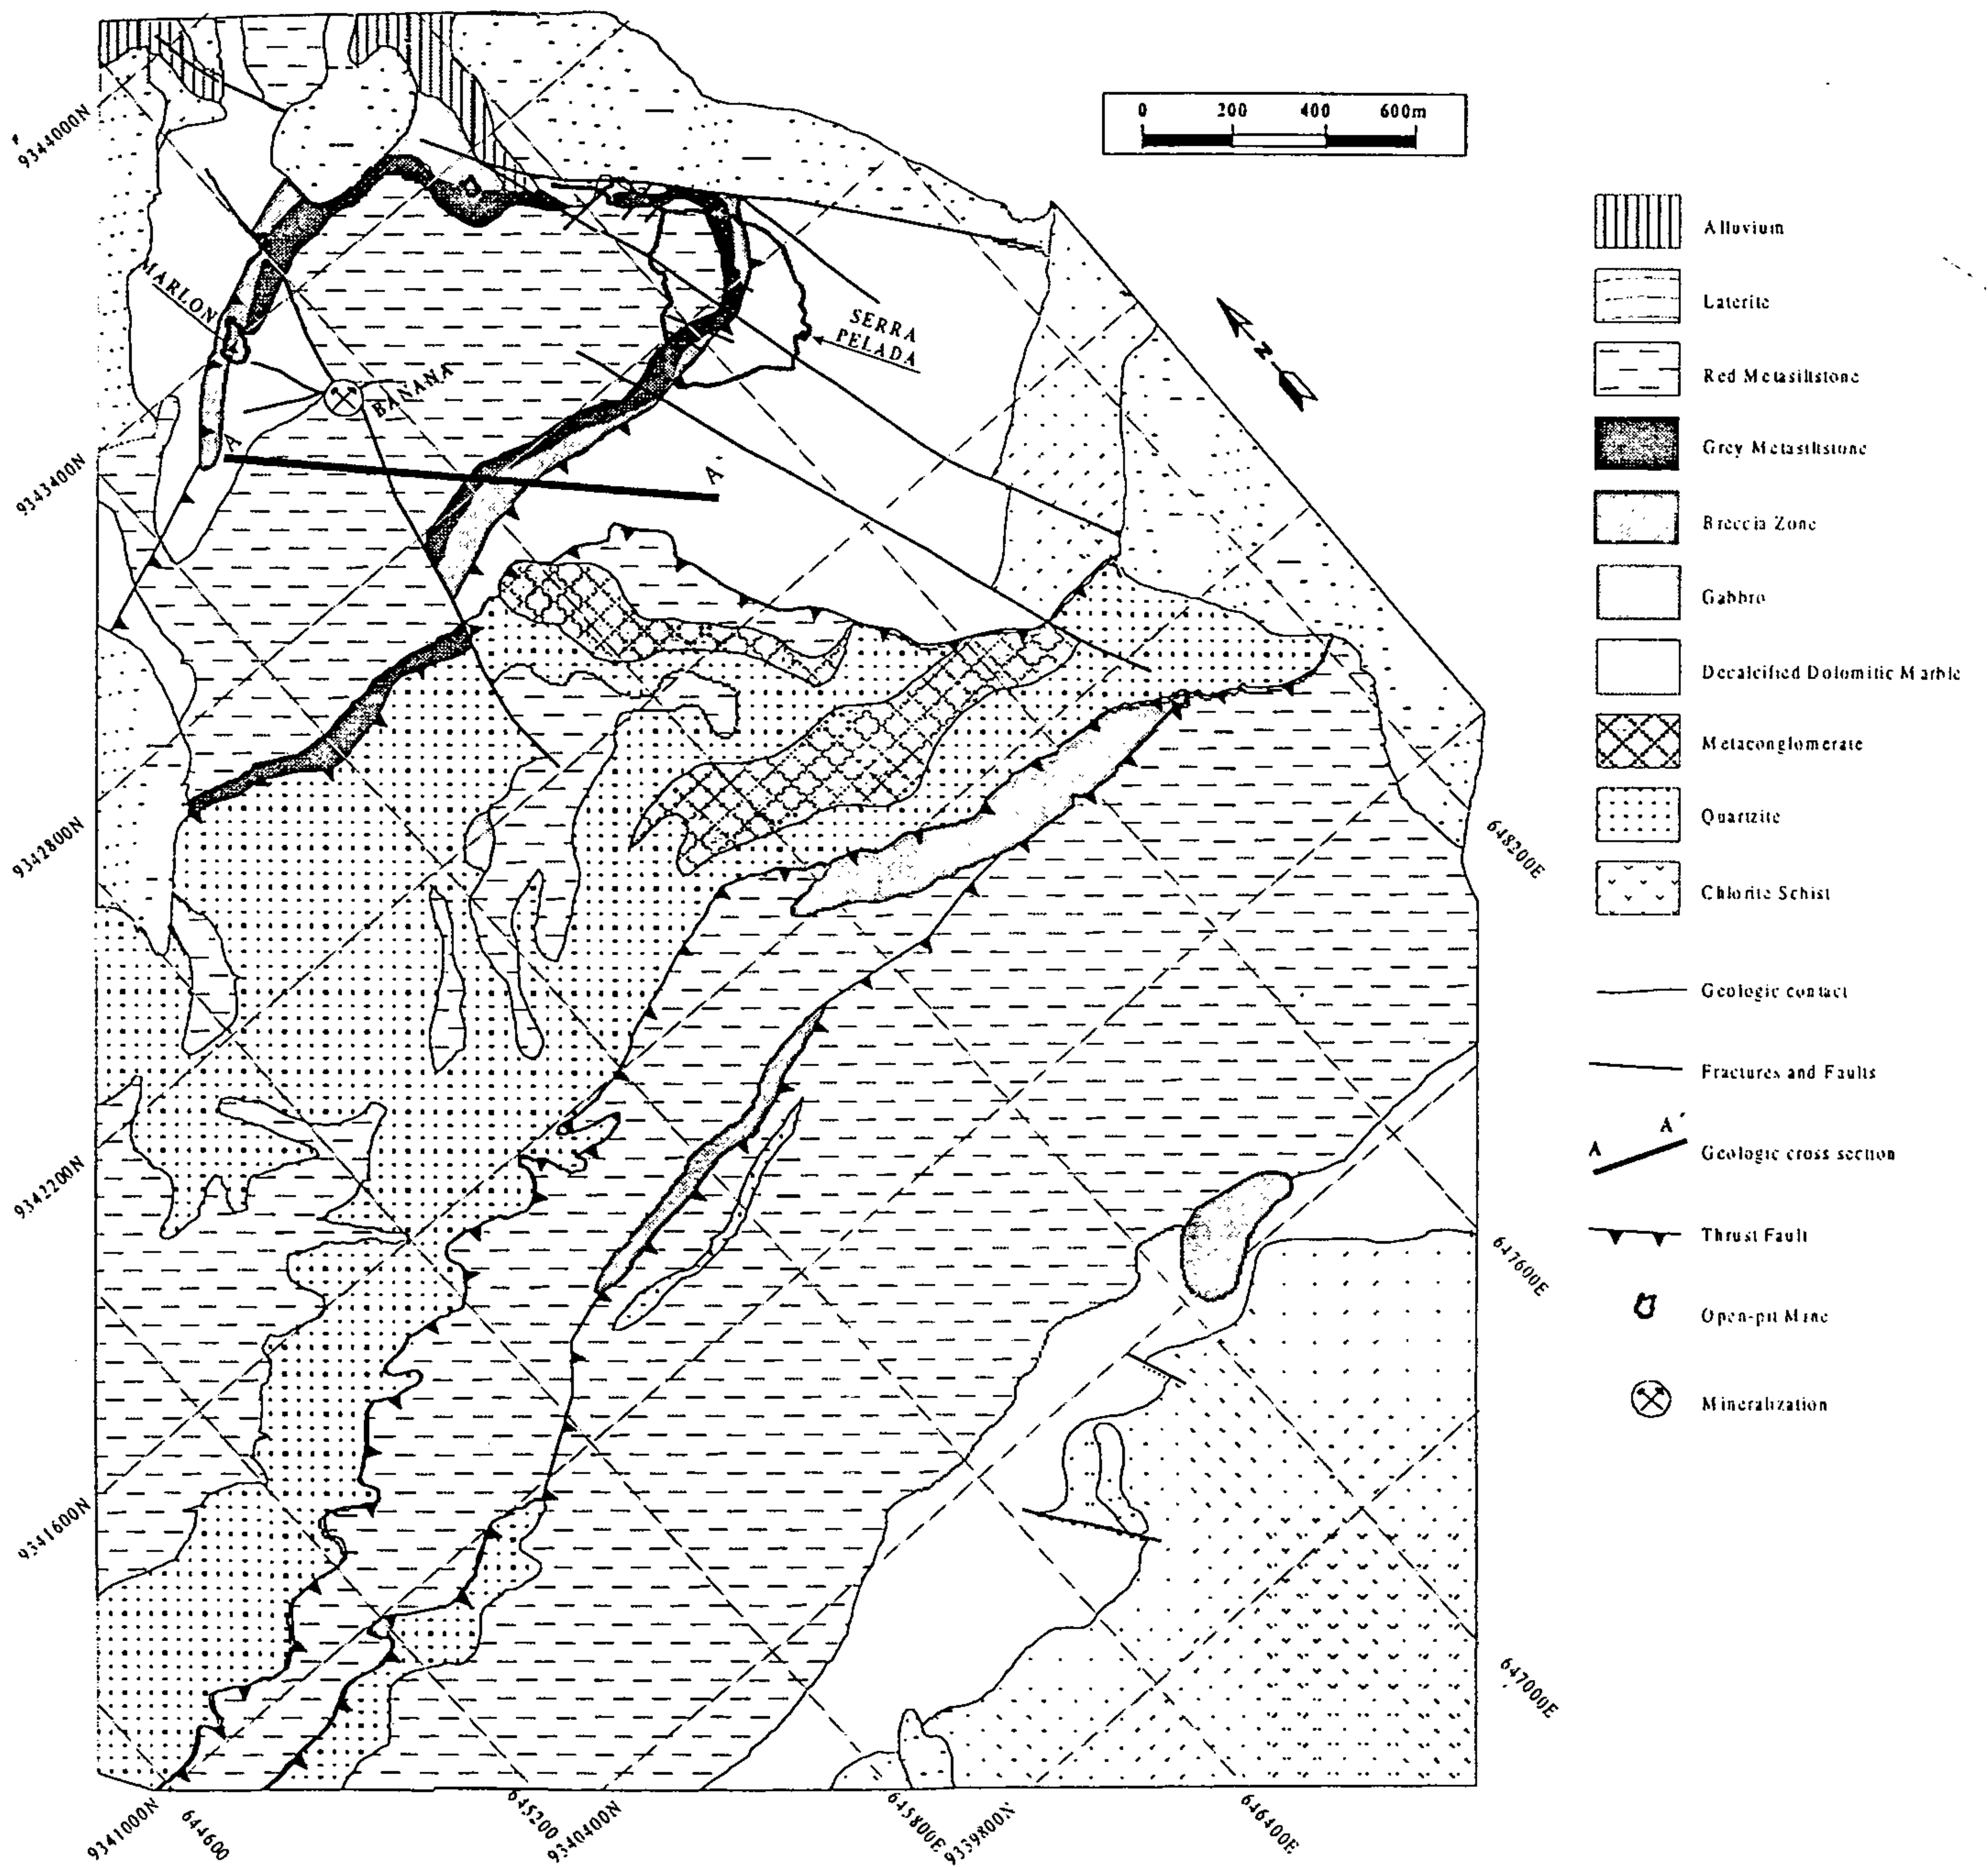 0 200 400 600m
9344000N
9343400N
9342800N
9342200N
9341600N
9341000N
644600
645200
9340400N
645800E
9339800N
646400E
647000E
647600E
648200E
MARLON
BANANA
SERRA
PELADA
A
A
N
Alluvium
Laterite
Red Metasiltstone
Grey Metasiltstone
Breccia Zone
Gabbro
Decalcified Dolomitic Marble
Metaconglomerate
Quartzite
Chlorite Schist
Geologic contact
Fractures and Faults
A A´
Geologic cross section
Thrust Fault
Open-pit Mine
Mineralization